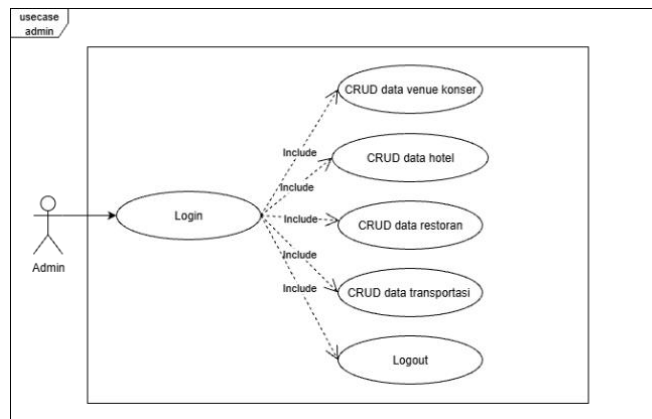 usecase
admin
CRUD data venue konser
Include
CRUD data hotel
Include
Login
Include
CRUD data restoran
Admin
Include
CRUD data transportasi
Include
Logout